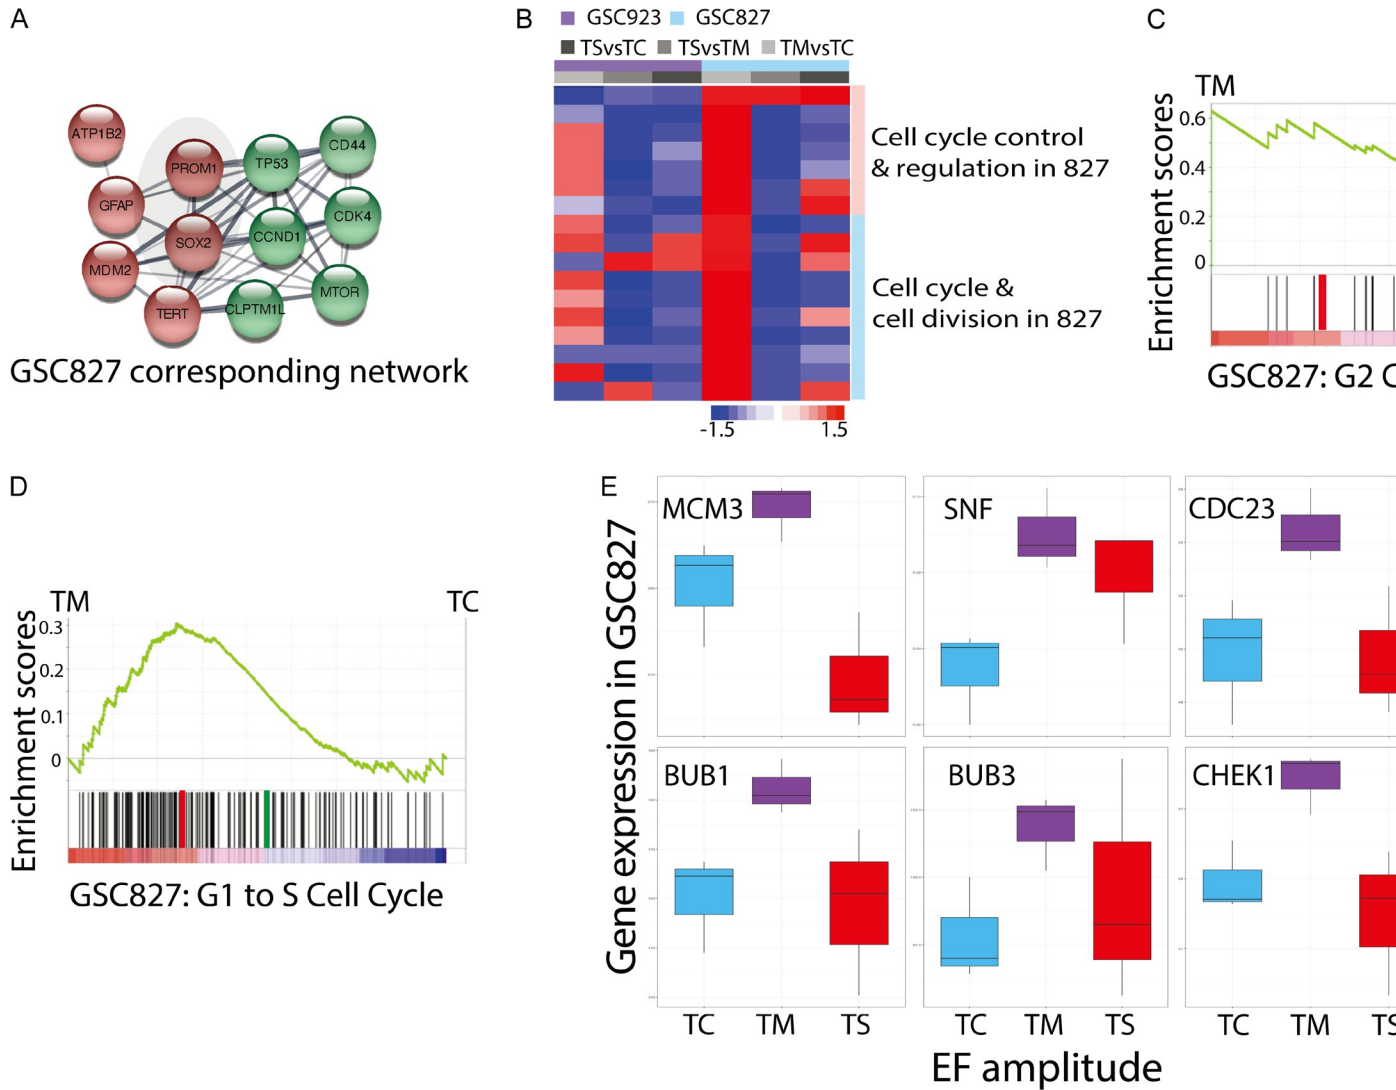 A
ATP1B2
PROM1
TP53
CD44
GFAP
SOX2
CCND1
CDK4
MDM2
TERT
CLPTM1L
MTOR
GSC827 corresponding network
B
GSC923 GSC827
TSvsTC TSvsTM TMvsTC
Cell cycle control
& regulation in 827
Cell cycle &
cell division in 827
-1.5 1.5
C
TM
Enrichment scores
0.6
0.4
0.2
0
GSC827: G2 C
D
TM TC
Enrichment scores
0.3
0.2
0.1
0
GSC827: G1 to S Cell Cycle
E
Gene expression in GSC827
MCM3 SNF CDC23
BUB1 BUB3 CHEK1
TC TM TS TC TM TS TC TM TS
EF amplitude